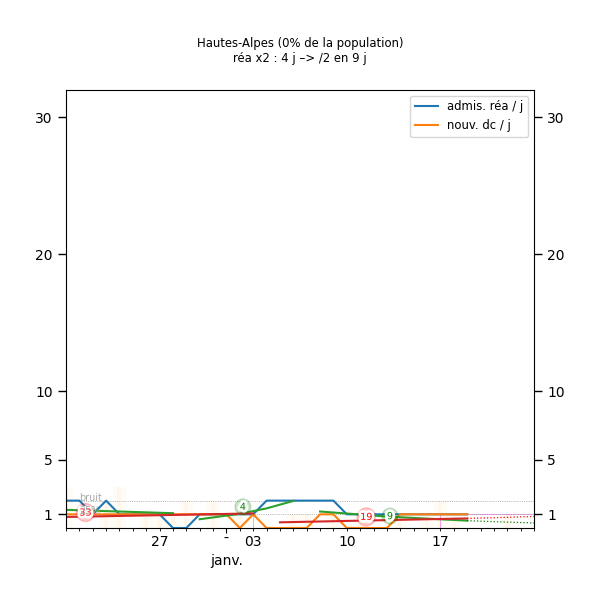 Hautes-Alpes (0% de la population)
réa x2 : 4 j –> /2 en 9 j
admis. réa / j
nouv. dc / j
30 30
20 20
10 10
5 5
1 1
bruit
33 4 19 9
27 - 03 10 17
janv.